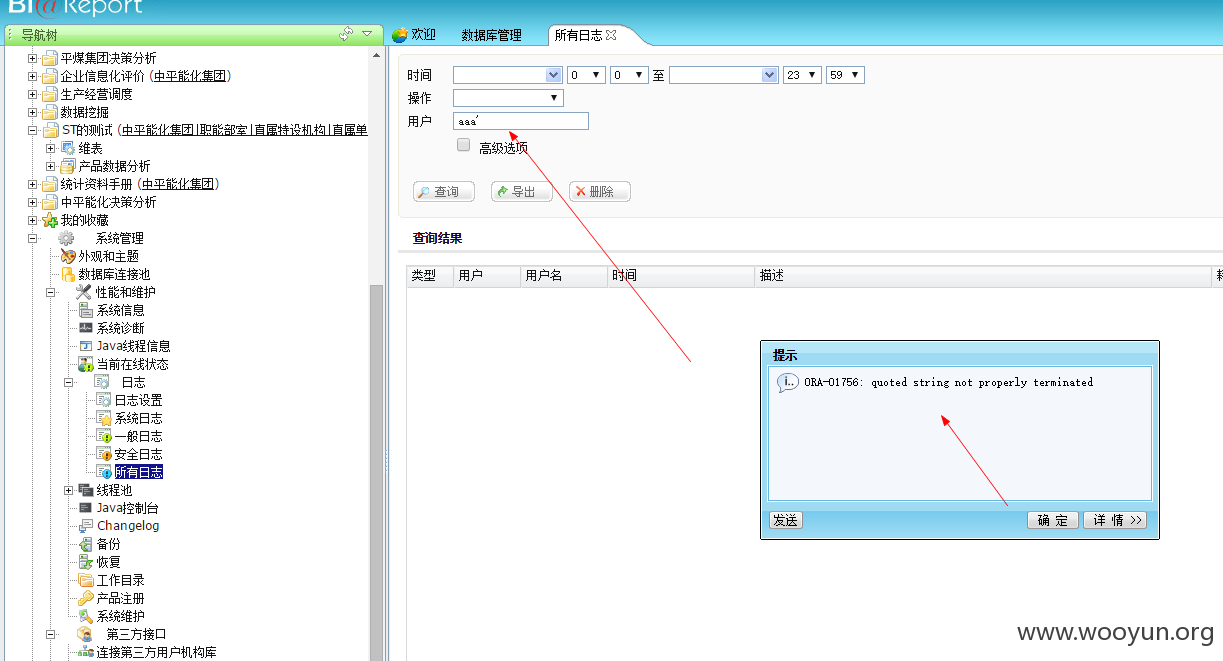 BI@Report
导航树
欢迎 数据库管理 所有日志
平煤集团决策分析
企业信息化评价 (中平能化集团)
生产经营调度
数据挖掘
ST的测试 (中平能化集团|职能部室|直属特设机构|直属单
维表
产品数据分析
统计资料手册 (中平能化集团)
中平能化决策分析
我的收藏
系统管理
外观和主题
数据库连接池
性能和维护
系统信息
系统诊断
Java线程信息
当前在线状态
日志
日志设置
系统日志
一般日志
安全日志
所有日志
线程池
Java控制台
Changelog
备份
恢复
工作目录
产品注册
系统维护
第三方接口
连接第三方用户机构库
时间 0 0 至 23 59
操作
用户 aaa'
高级选项
查询 导出 删除
查询结果
类型 用户 用户名 时间 描述
提示
ORA-01756: quoted string not properly terminated
发送 确 定 详 情 >>
www.wooyun.org